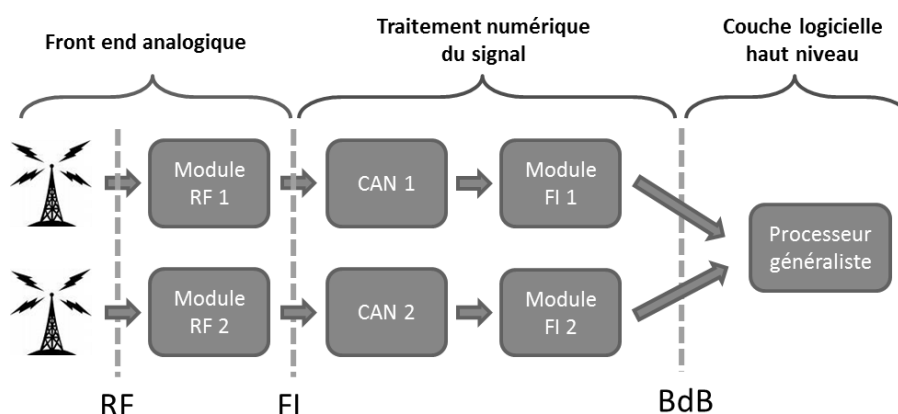 Front end analogique
Traitement numérique
du signal
Couche logicielle
haut niveau
Module
RF 1
CAN 1
Module
FI 1
Processeur
généraliste
Module
RF 2
CAN 2
Module
FI 2
RF
FI
BdB